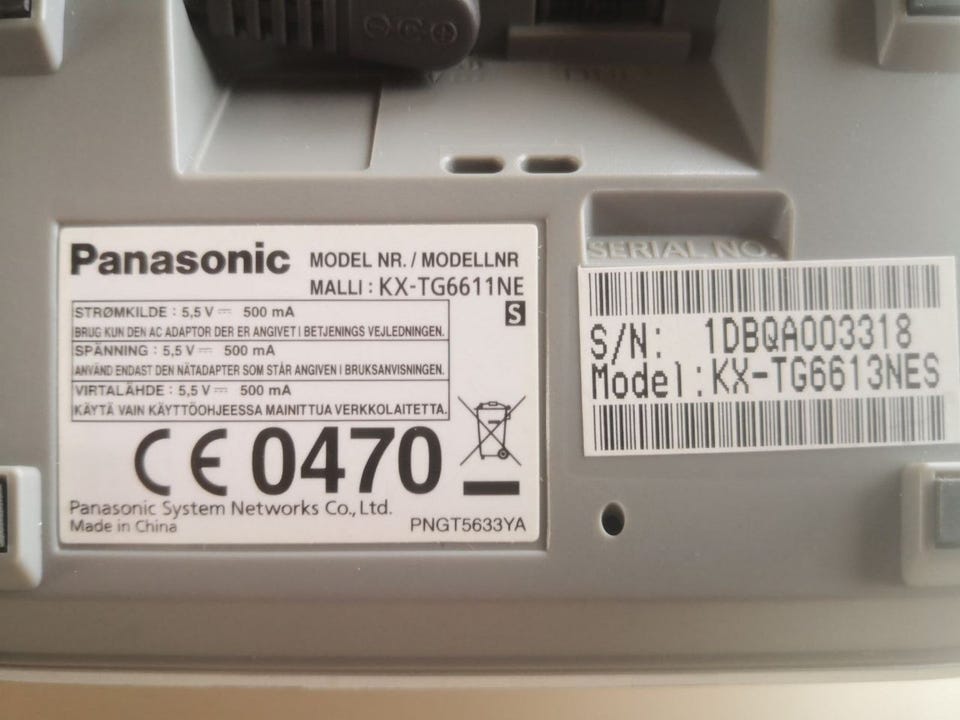 Panasonic
MODEL NR. / MODELLNR
MALLI : KX-TG6611NE
S
STRØMKILDE : 5,5 V ⎓ 500 mA
BRUG KUN DEN AC ADAPTOR DER ER ANGIVET I BETJENINGS VEJLEDNINGEN.
SPÄNNING : 5,5 V ⎓ 500 mA
ANVÄND ENDAST DEN NÄTADAPTER SOM STÅR ANGIVEN I BRUKSANVISNINGEN.
VIRTALÄHDE : 5,5 V ⎓ 500 mA
KÄYTÄ VAIN KÄYTTÖOHJEESSA MAINITTUA VERKKOLAITETTA.
CE 0470
Panasonic System Networks Co., Ltd.
Made in China
PNGT5633YA
SERIAL NO.
S/N: 1DBQA003318
Model:KX-TG6613NES